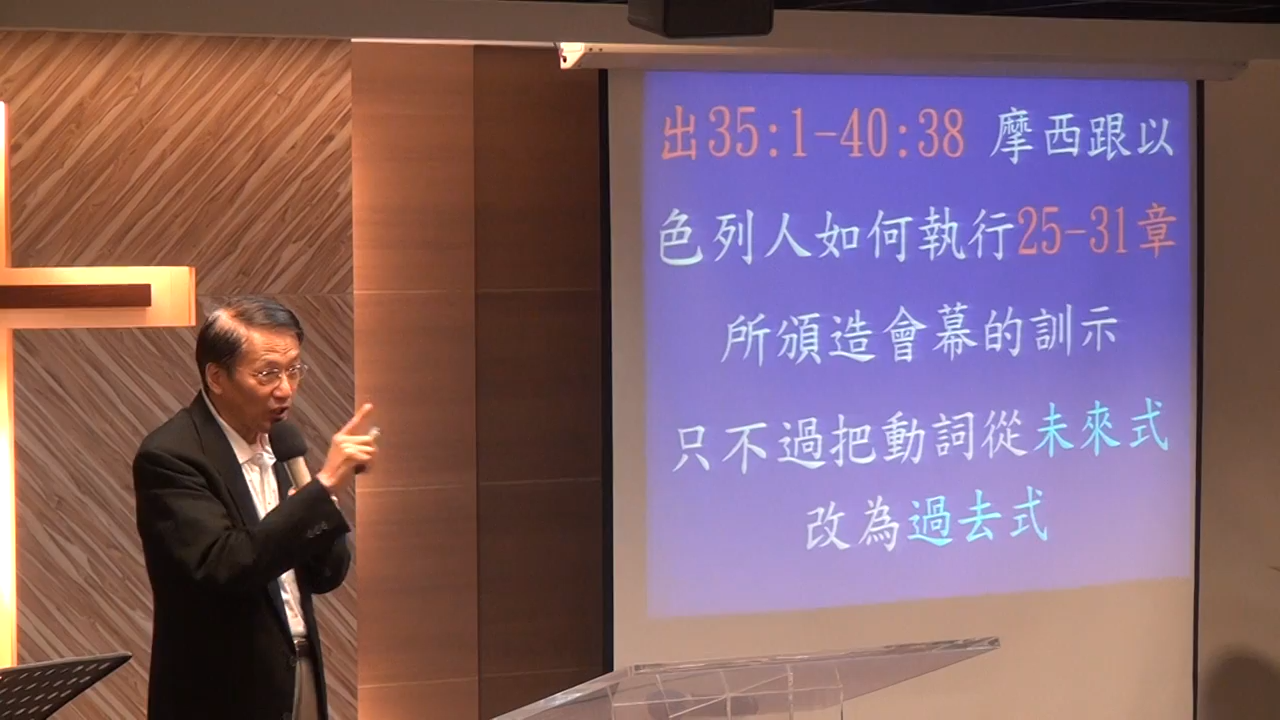 出35:1-40:38 摩西跟以
色列人如何執行25-31章
所頒造會幕的訓示
只不過把動詞從未來式
改為過去式